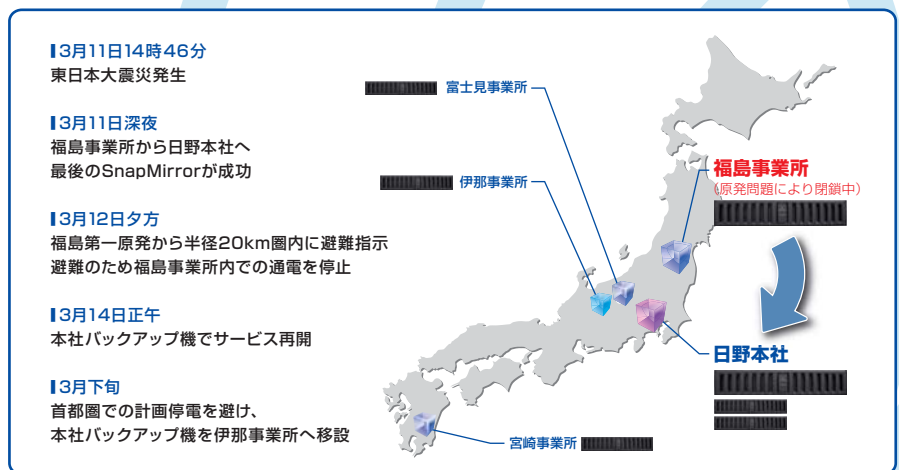 3月11日14時46分
東日本大震災発生
3月11日深夜
福島事業所から日野本社へ
最後のSnapMirrorが成功
3月12日夕方
福島第一原発から半径20km圏内に避難指示
避難のため福島事業所内での通電を停止
3月14日正午
本社バックアップ機でサービス再開
3月下旬
首都圏での計画停電を避け、
本社バックアップ機を伊那事業所へ移設
富士見事業所
伊那事業所
福島事業所
(原発問題により閉鎖中)
日野本社
宮崎事業所